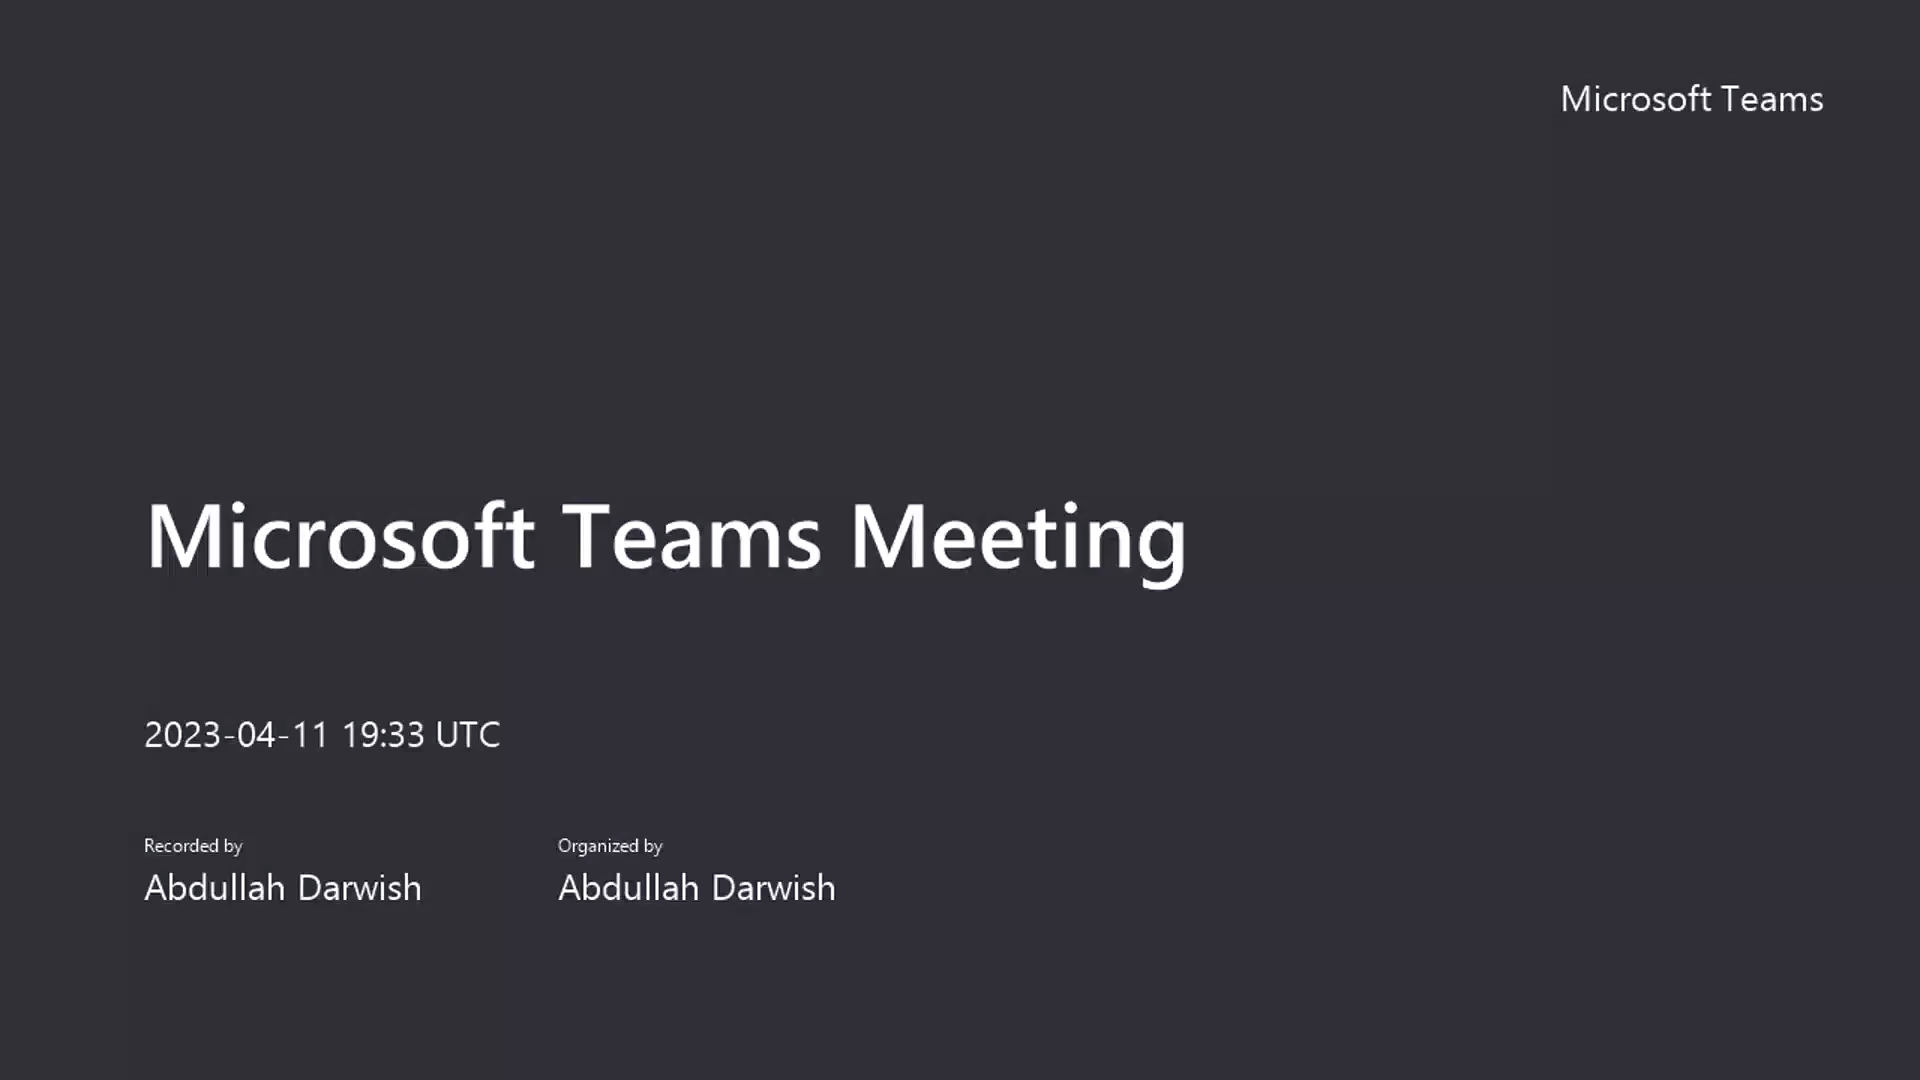 Microsoft Teams
Microsoft Teams Meeting
2023-04-11 19:33 UTC
Recorded by
Abdullah Darwish
Organized by
Abdullah Darwish